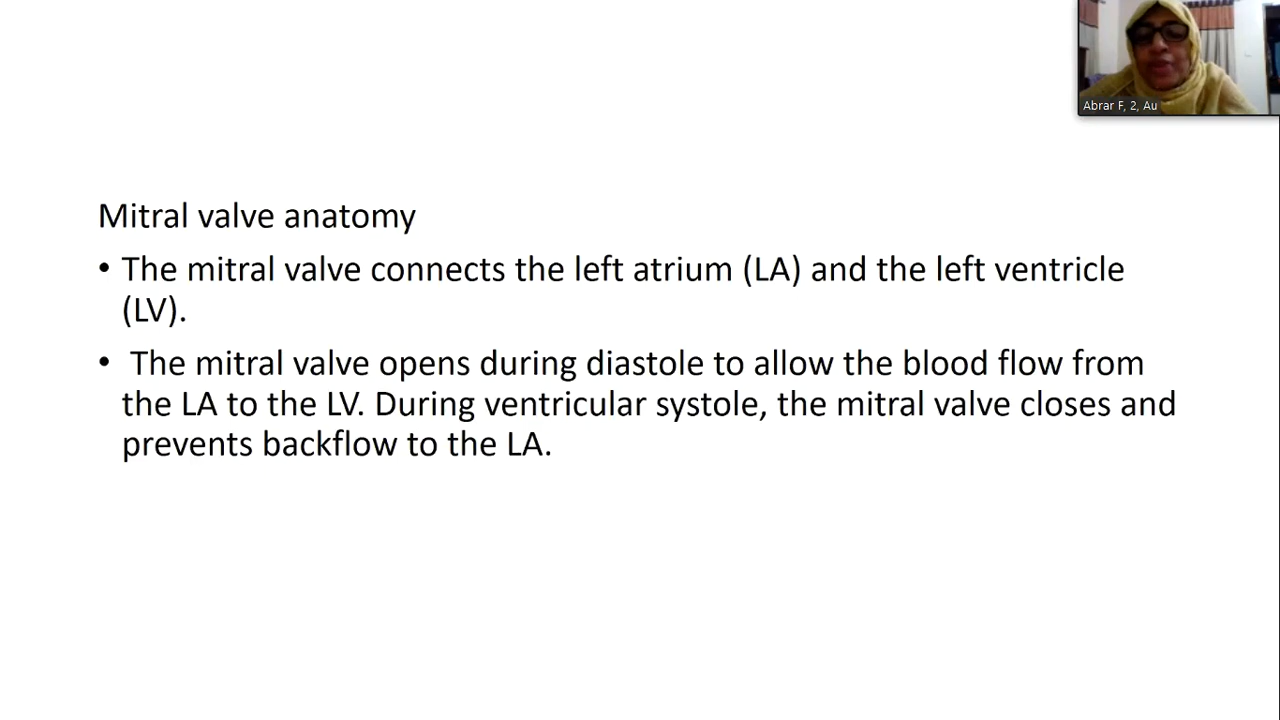 Abrar F, 2, Au
Mitral valve anatomy
• The mitral valve connects the left atrium (LA) and the left ventricle
(LV).
• The mitral valve opens during diastole to allow the blood flow from
the LA to the LV. During ventricular systole, the mitral valve closes and
prevents backflow to the LA.